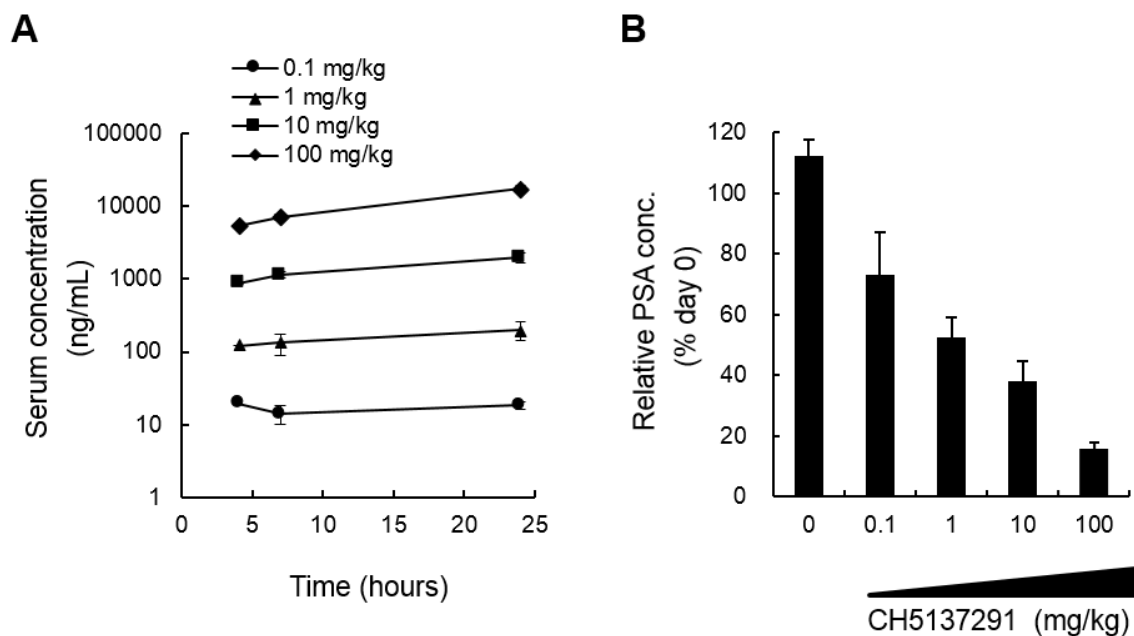 A
0.1 mg/kg
1 mg/kg
10 mg/kg
100 mg/kg
100000
10000
1000
100
10
1
0 5 10 15 20 25
Serum concentration
(ng/mL)
Time (hours)
B
120
100
80
60
40
20
0
0 0.1 1 10 100
Relative PSA conc.
(% day 0)
CH5137291 (mg/kg)